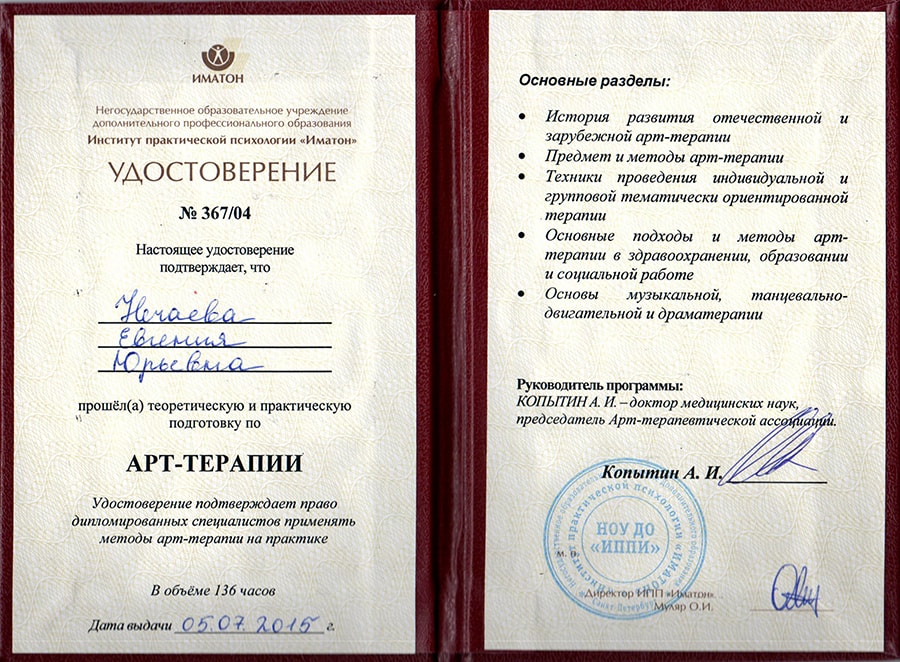 ИМАТОН
Негосударственное образовательное учреждение
дополнительного профессионального образования
Институт практической психологии «Иматон»
УДОСТОВЕРЕНИЕ
№ 367/04
Настоящее удостоверение
подтверждает, что
Нечаева
Евгения
Юрьевна
прошёл(а) теоретическую и практическую
подготовку по
АРТ-ТЕРАПИИ
Удостоверение подтверждает право
дипломированных специалистов применять
методы арт-терапии на практике
В объёме 136 часов
Дата выдачи 05.07.2015 г.
Основные разделы:
• История развития отечественной и
зарубежной арт-терапии
• Предмет и методы арт-терапии
• Техники проведения индивидуальной и
групповой тематически ориентированной
терапии
• Основные подходы и методы арт-
терапии в здравоохранении, образовании
и социальной работе
• Основы музыкальной, танцевально-
двигательной и драматерапии
Руководитель программы:
КОПЫТИН А. И. – доктор медицинских наук,
председатель Арт-терапевтической ассоциации.
Копытин А. И.
практической психологии «ИМАТОН»
НОУ ДО
«ИППИ»
м. п.
Директор ИПП «Иматон»
Муляр О.И.